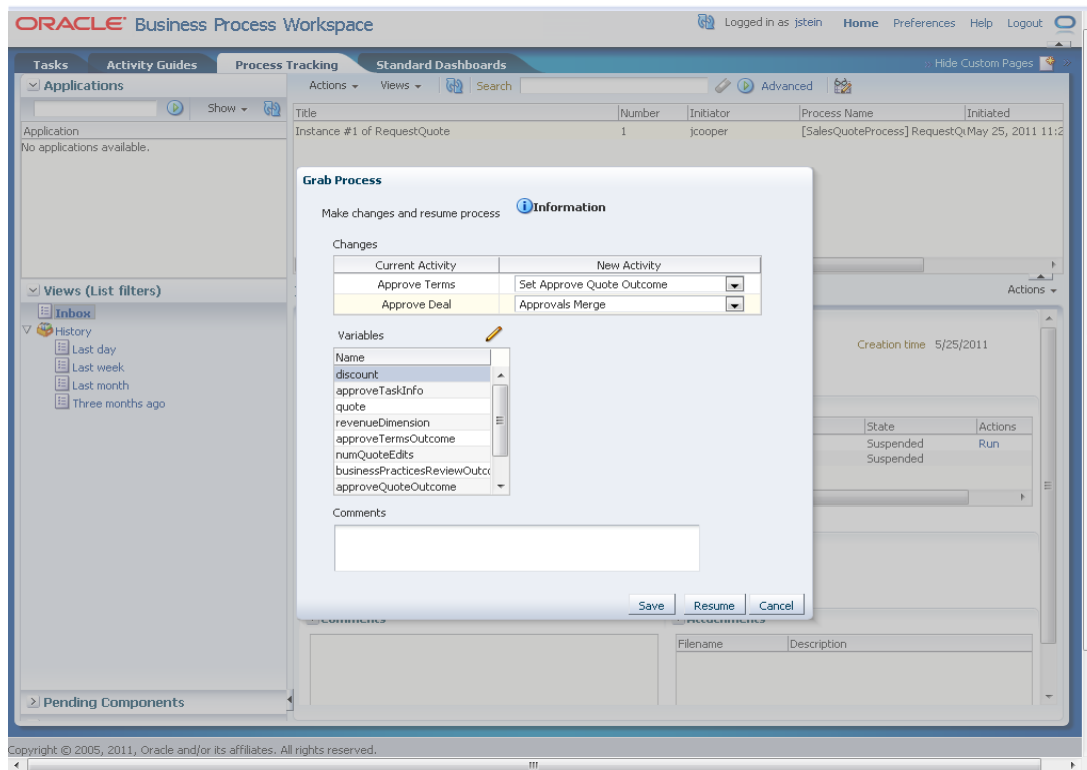 ORACLE Business Process Workspace
Logged in as jstein Home Preferences Help Logout
Tasks Activity Guides Process Tracking Standard Dashboards
Hide Custom Pages
Applications
Show
Application
No applications available.
Actions Views Search Advanced
Title Number Initiator Process Name Initiated
Instance #1 of RequestQuote 1 jcooper [SalesQuoteProcess] RequestQ May 25, 2011 11:2
Grab Process
Make changes and resume process
Information
Changes
Current Activity New Activity
Approve Terms Set Approve Quote Outcome
Approve Deal Approvals Merge
Variables
Name
discount
approveTaskInfo
quote
revenueDimension
approveTermsOutcome
numQuoteEdits
businessPracticesReviewOutc
approveQuoteOutcome
Comments
Save Resume Cancel
Views (List filters)
Inbox
History
Last day
Last week
Last month
Three months ago
Actions
Creation time 5/25/2011
State Actions
Suspended Run
Suspended
Comments
Attachments
Filename Description
Pending Components
Copyright © 2005, 2011, Oracle and/or its affiliates. All rights reserved.